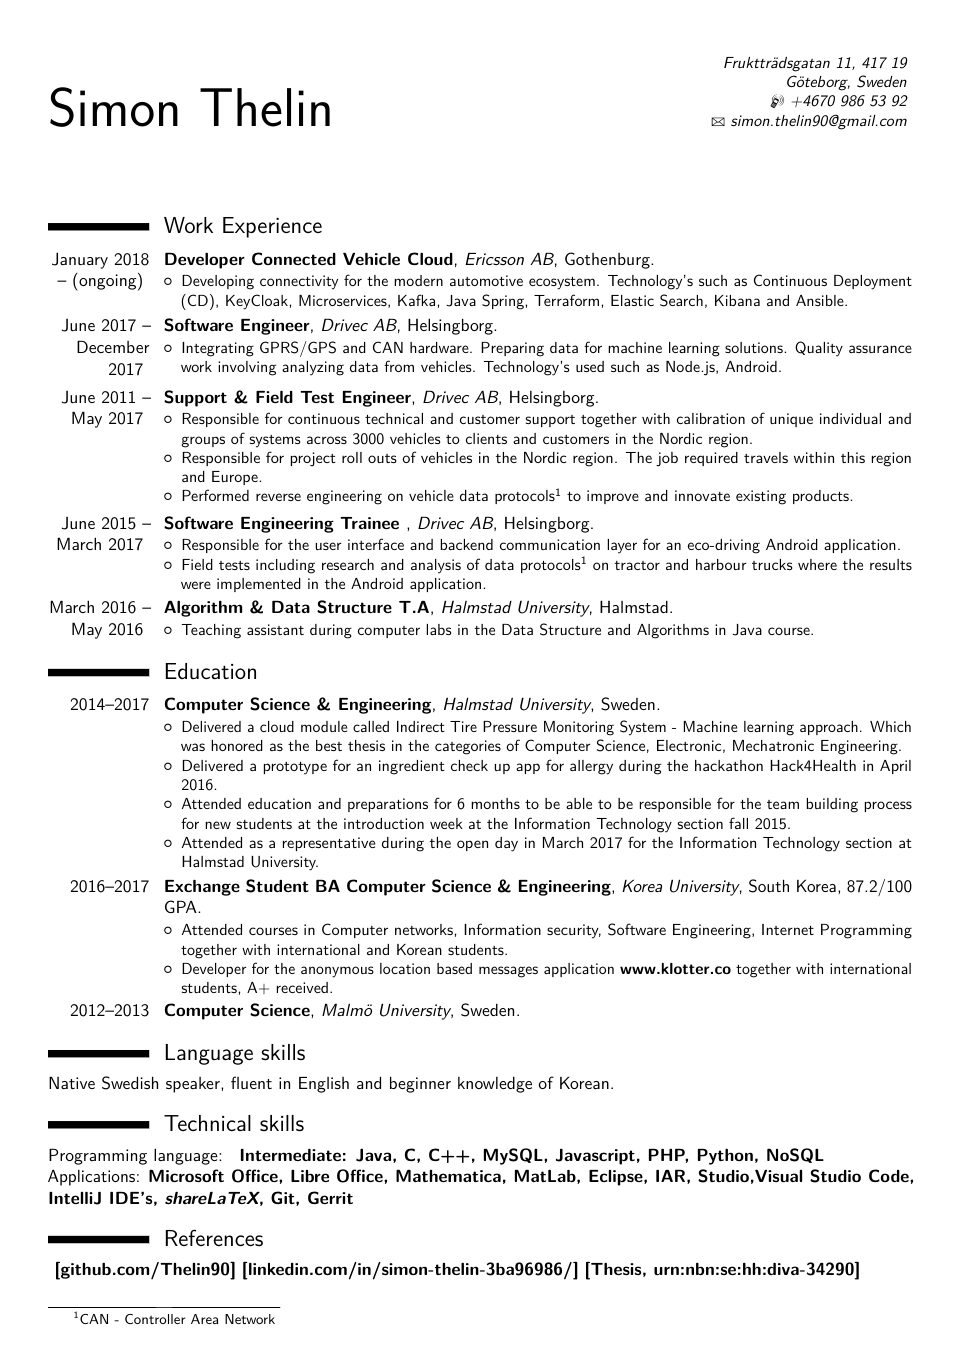 Simon Thelin
Fruktträdsgatan 11, 417 19
Göteborg, Sweden
+4670 986 53 92
simon.thelin90@gmail.com
Work Experience
January 2018 – (ongoing)
Developer Connected Vehicle Cloud, Ericsson AB, Gothenburg.
○ Developing connectivity for the modern automotive ecosystem. Technology's such as Continuous Deployment
(CD), KeyCloak, Microservices, Kafka, Java Spring, Terraform, Elastic Search, Kibana and Ansible.
June 2017 – December 2017
Software Engineer, Drivec AB, Helsingborg.
○ Integrating GPRS/GPS and CAN hardware. Preparing data for machine learning solutions. Quality assurance
work involving analyzing data from vehicles. Technology's used such as Node.js, Android.
June 2011 – May 2017
Support & Field Test Engineer, Drivec AB, Helsingborg.
○ Responsible for continuous technical and customer support together with calibration of unique individual and
groups of systems across 3000 vehicles to clients and customers in the Nordic region.
○ Responsible for project roll outs of vehicles in the Nordic region. The job required travels within this region
and Europe.
○ Performed reverse engineering on vehicle data protocols¹ to improve and innovate existing products.
June 2015 – March 2017
Software Engineering Trainee , Drivec AB, Helsingborg.
○ Responsible for the user interface and backend communication layer for an eco-driving Android application.
○ Field tests including research and analysis of data protocols¹ on tractor and harbour trucks where the results
were implemented in the Android application.
March 2016 – May 2016
Algorithm & Data Structure T.A, Halmstad University, Halmstad.
○ Teaching assistant during computer labs in the Data Structure and Algorithms in Java course.
Education
2014–2017 Computer Science & Engineering, Halmstad University, Sweden.
○ Delivered a cloud module called Indirect Tire Pressure Monitoring System - Machine learning approach. Which
was honored as the best thesis in the categories of Computer Science, Electronic, Mechatronic Engineering.
○ Delivered a prototype for an ingredient check up app for allergy during the hackathon Hack4Health in April
2016.
○ Attended education and preparations for 6 months to be able to be responsible for the team building process
for new students at the introduction week at the Information Technology section fall 2015.
○ Attended as a representative during the open day in March 2017 for the Information Technology section at
Halmstad University.
2016–2017 Exchange Student BA Computer Science & Engineering, Korea University, South Korea, 87.2/100
GPA.
○ Attended courses in Computer networks, Information security, Software Engineering, Internet Programming
together with international and Korean students.
○ Developer for the anonymous location based messages application www.klotter.co together with international
students, A+ received.
2012–2013 Computer Science, Malmö University, Sweden.
Language skills
Native Swedish speaker, fluent in English and beginner knowledge of Korean.
Technical skills
Programming language: Intermediate: Java, C, C++, MySQL, Javascript, PHP, Python, NoSQL
Applications: Microsoft Office, Libre Office, Mathematica, MatLab, Eclipse, IAR, Studio,Visual Studio Code,
IntelliJ IDE's, shareLaTeX, Git, Gerrit
References
[github.com/Thelin90] [linkedin.com/in/simon-thelin-3ba96986/] [Thesis, urn:nbn:se:hh:diva-34290]
¹CAN - Controller Area Network